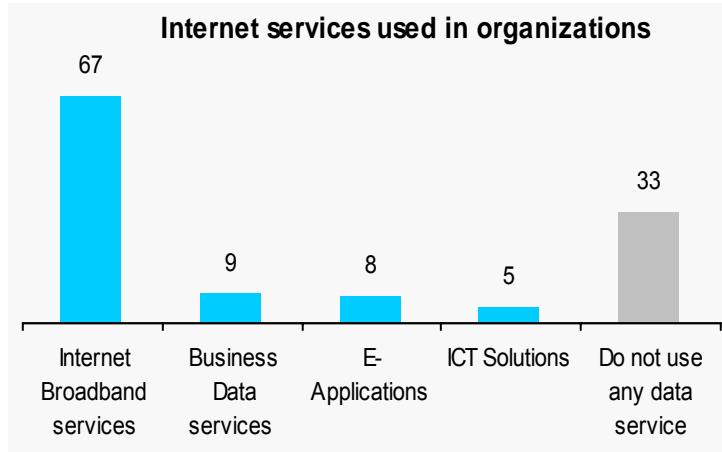 Internet services used in organizations
67
9
8
5
33
Internet
Broadband
services
Business
Data
services
E-
Applications
ICT Solutions
Do not use
any data
service